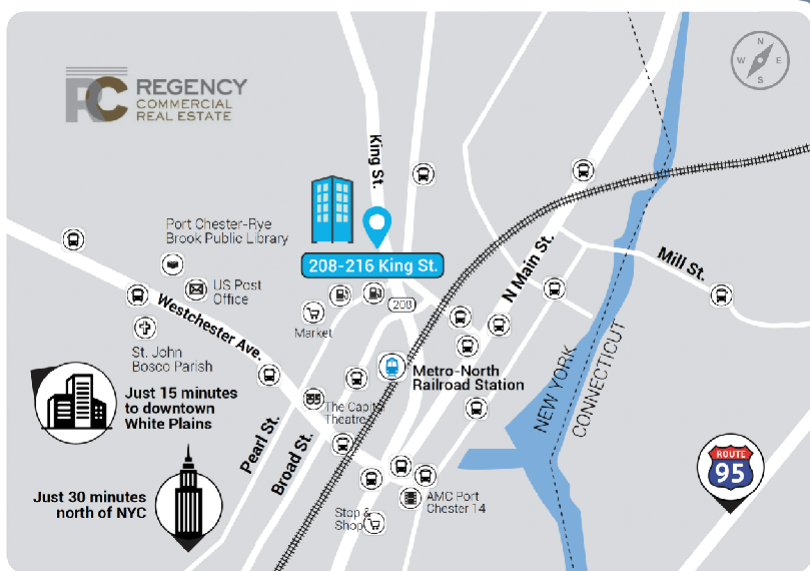 RC REGENCY
COMMERCIAL
REAL ESTATE
N
W E
S
King St.
Port Chester-Rye
Brook Public Library
208-216 King St.
US Post
Office
Market
208
N Main St.
Mill St.
Westchester Ave.
St. John
Bosco Parish
Metro-North
Railroad Station
NEW YORK
CONNECTICUT
Just 15 minutes
to downtown
White Plains
The Capitol
Theatre
Pearl St.
Broad St.
ROUTE
95
Just 30 minutes
north of NYC
AMC Port
Chester 14
Stop &
Shop